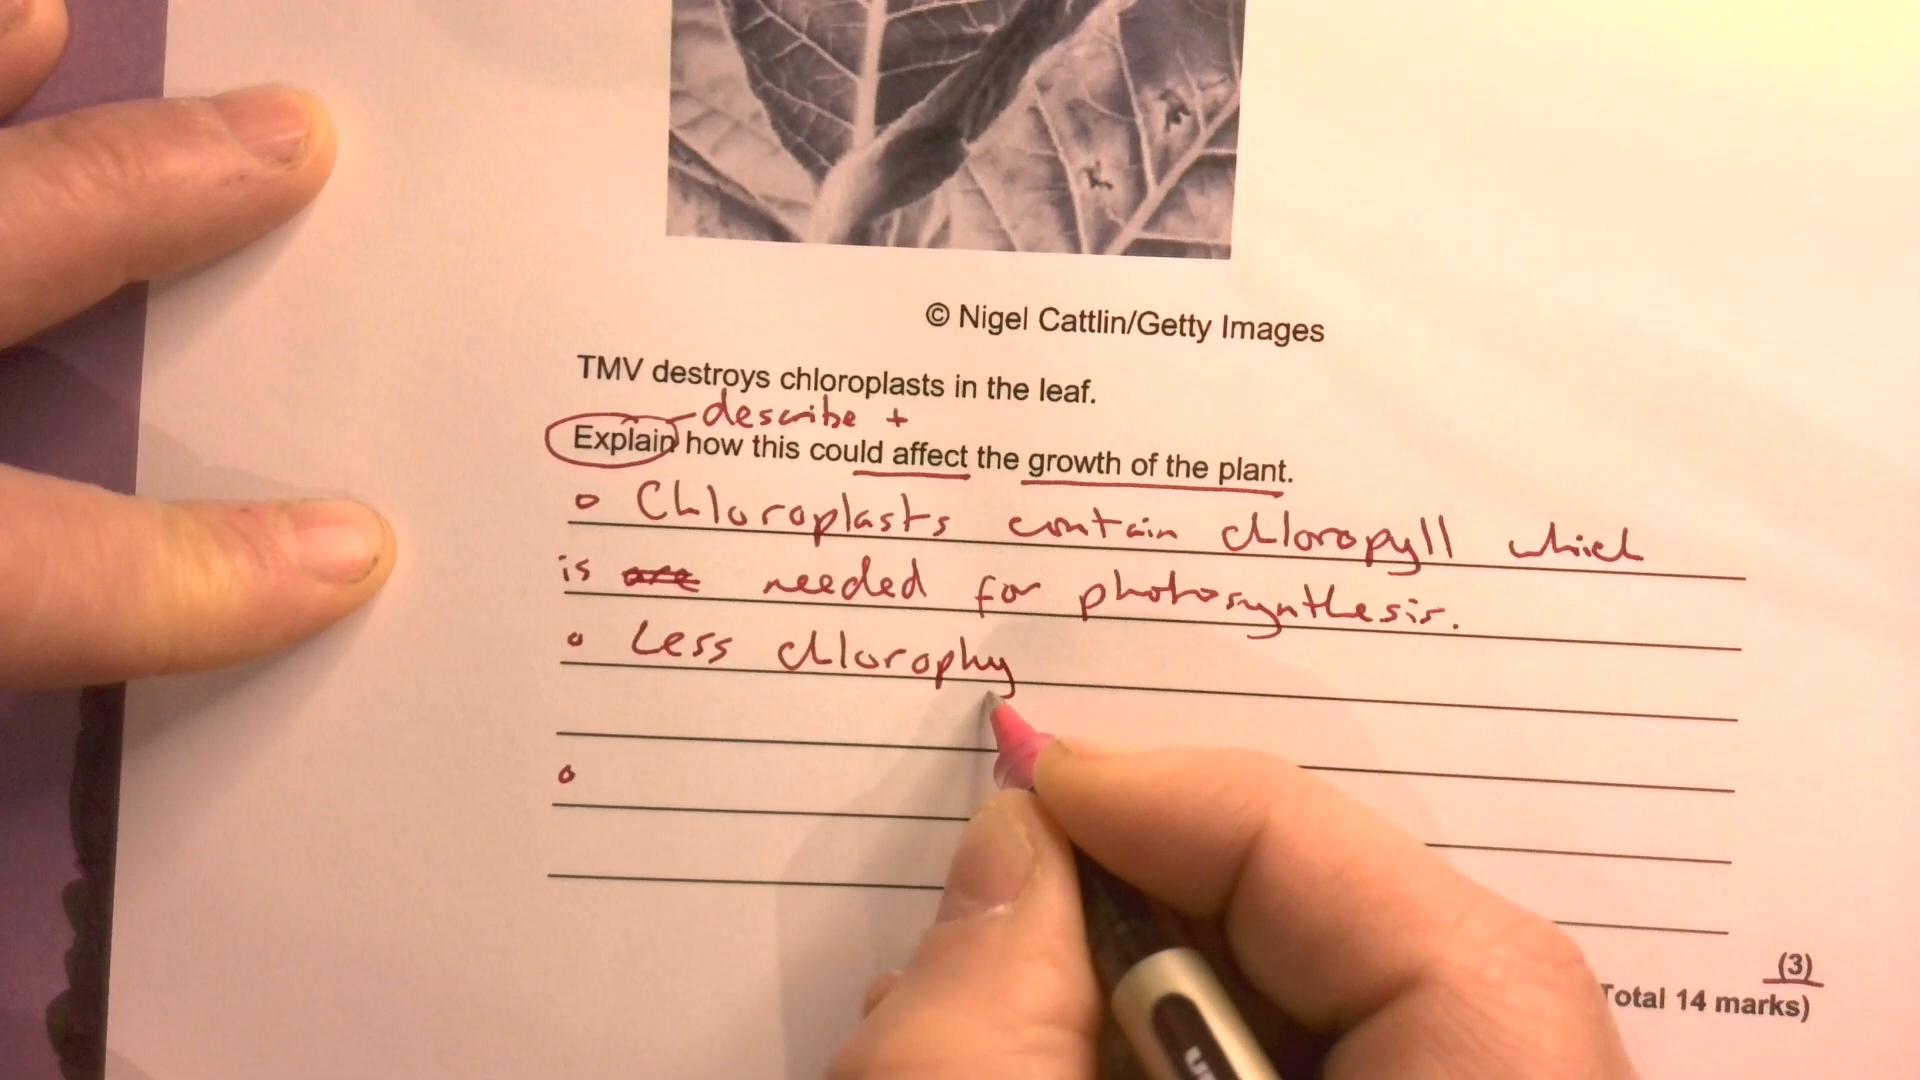 © Nigel Cattlin/Getty Images
TMV destroys chloroplasts in the leaf.
describe +
Explain how this could affect the growth of the plant.
o Chloroplasts contain chloropyll which
is are needed for photosynthesis.
o Less chlorophy
o
(3)
Total 14 marks)